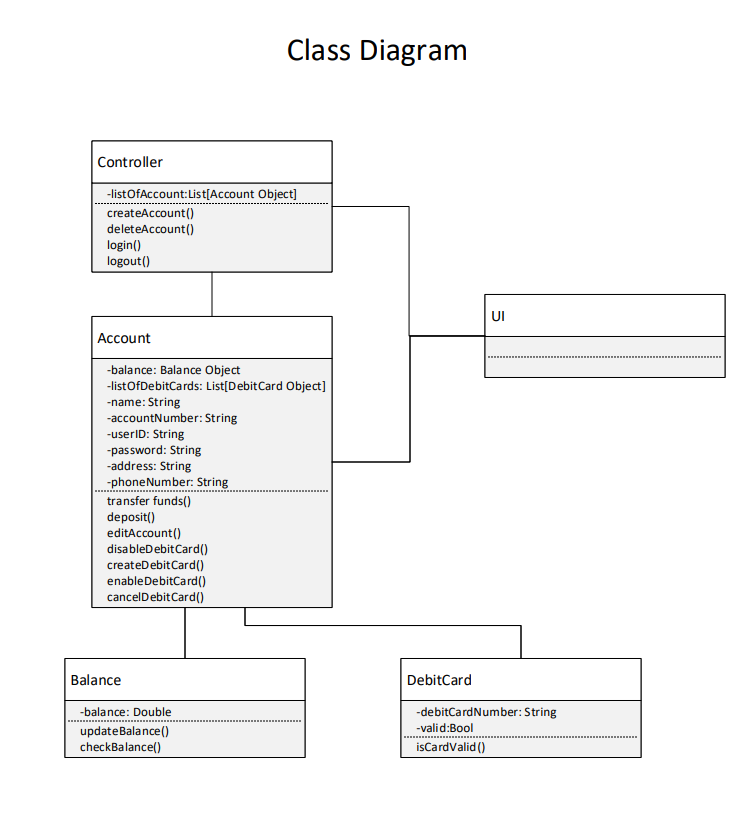 Class Diagram
Controller
-listOfAccount:List[Account Object]
createAccount()
deleteAccount()
login()
logout()
UI
Account
-balance: Balance Object
-listOfDebitCards: List[DebitCard Object]
-name: String
-accountNumber: String
-userID: String
-password: String
-address: String
-phoneNumber: String
transfer funds()
deposit()
editAccount()
disableDebitCard()
createDebitCard()
enableDebitCard()
cancelDebitCard()
Balance
-balance: Double
updateBalance()
checkBalance()
DebitCard
-debitCardNumber: String
-valid:Bool
isCardValid()